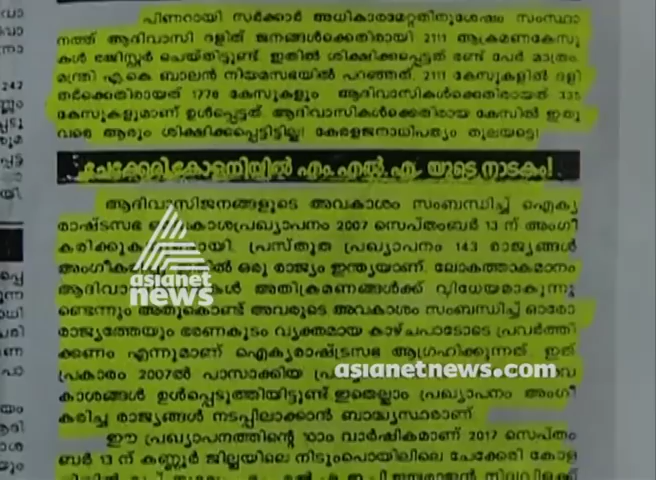 പിണറായി സർക്കാർ അധികാരമേറ്റതിനുശേഷം സംസ്ഥാ
നത്ത് ആദിവാസി ദളിത് ജനങ്ങൾക്കെതിരായി 2111 ആക്രമണകേസു
കൾ രജിസ്റ്റർ ചെയ്തിട്ടുണ്ട്. ഇതിൽ ശിക്ഷിക്കപ്പെട്ടത് രണ്ട് പേർ മാത്രം.
മന്ത്രി എ.കെ ബാലൻ നിയമസഭയിൽ പറഞ്ഞത്. 2111 കേസുകളിൽ ദളി
തർക്കെതിരായത് 1776 കേസുകളും ആദിവാസികൾക്കെതിരായത് 335
കേസുകളുമാണ് ഉൾപ്പെട്ടത്. ആദിവാസികൾക്കെതിരായ കേസിൽ ഇതു
വരെ ആരും ശിക്ഷിക്കപ്പെട്ടിട്ടില്ല! കേരളജനാധിപത്യം തുലയട്ടെ!
ചേക്കേരി കോളനിയിൽ എം.എൽ.എ. യുടെ നാടകം!
ആദിവാസിജനങ്ങളുടെ അവകാശം സംബന്ധിച്ച് ഐക്യ
രാഷ്ട്രസഭ അവകാശപ്രഖ്യാപനം 2007 സെപ്തംബർ 13 ന് അംഗീ
കരിക്കുകയുണ്ടായി. പ്രസ്തുത പ്രഖ്യാപനം 143 രാജ്യങ്ങൾ
ഒരു രാജ്യം ഇന്ത്യയാണ്. ലോകത്താകമാനം
ആദിവാസി അതിക്രമണങ്ങൾക്ക് വിധേയമാകുന്നു
ണ്ടെന്നും അതുകൊണ്ട് അവരുടെ അവകാശം സംബന്ധിച്ച് ഓരോ
രാജ്യത്തേയും ഭരണകൂടം വ്യക്തമായ കാഴ്ചപാടോടെ പ്രവർത്തി
ക്കണം എന്നുമാണ് ഐക്യരാഷ്ട്രസഭ ആഗ്രഹിക്കുന്നത്. ഇത്
പ്രകാരം 2007ൽ പാസാക്കിയ
കാശങ്ങൾ ഉൾപ്പെടുത്തിയിട്ടുണ്ട്.ഇതെല്ലാം പ്രഖ്യാപനം അംഗീ
കരിച്ച രാജ്യങ്ങൾ നടപ്പിലാക്കാൻ ബാദ്ധ്യസ്ഥരാണ്.
ഈ പ്രഖ്യാപനത്തിന്റെ 10ാം വാർഷികമാണ് 2017 സെപ്തം
ബർ 13 ന് കണ്ണൂർ ജില്ലയിലെ നിടുംപൊയിലിലെ ചേക്കേരി കോള
asianet
news
asianetnews.com